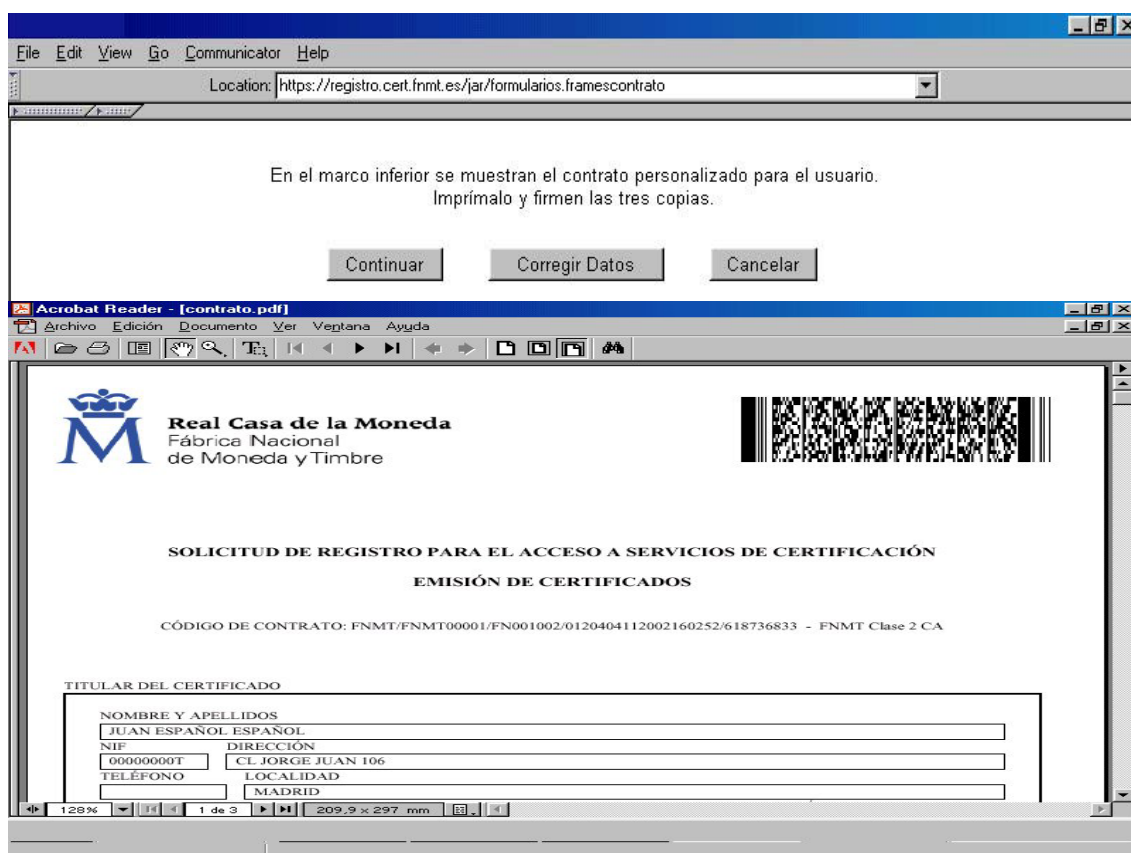 File Edit View Go Communicator Help
Location: https://registro.cert.fnmt.es/jar/formularios.framescontrato
En el marco inferior se muestran el contrato personalizado para el usuario.
Imprímalo y firmen las tres copias.
Continuar Corregir Datos Cancelar
Acrobat Reader - [contrato.pdf]
Archivo Edición Documento Ver Ventana Ayuda
Real Casa de la Moneda
Fábrica Nacional
de Moneda y Timbre
SOLICITUD DE REGISTRO PARA EL ACCESO A SERVICIOS DE CERTIFICACIÓN
EMISIÓN DE CERTIFICADOS
CÓDIGO DE CONTRATO: FNMT/FNMT00001/FN001002/0120404112002160252/618736833 - FNMT Clase 2 CA
TITULAR DEL CERTIFICADO
NOMBRE Y APELLIDOS
JUAN ESPAÑOL ESPAÑOL
NIF DIRECCIÓN
00000000T CL JORGE JUAN 106
TELÉFONO LOCALIDAD
MADRID
128% 1 de 3 209,9 x 297 mm